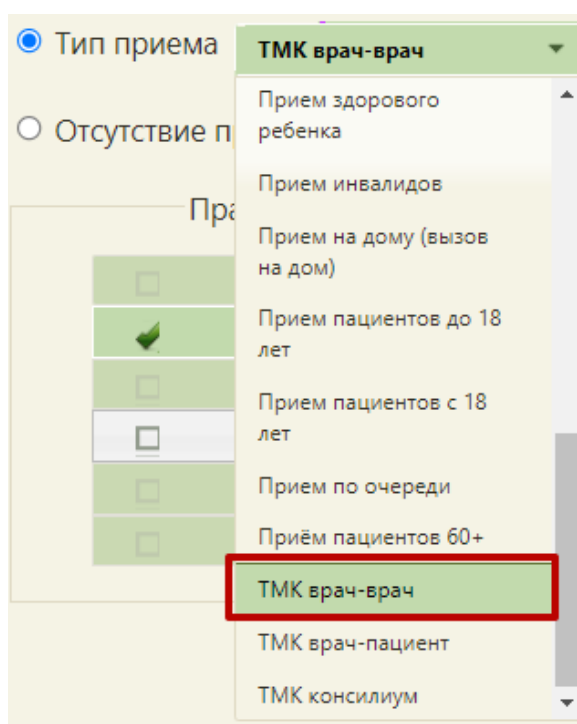 Тип приема
ТМК врач-врач
Прием здорового
ребенка
Отсутствие п
Прием инвалидов
Пра
Прием на дому (вызов
на дом)
Прием пациентов до 18
лет
Прием пациентов с 18
лет
Прием по очереди
Приём пациентов 60+
ТМК врач-врач
ТМК врач-пациент
ТМК консилиум